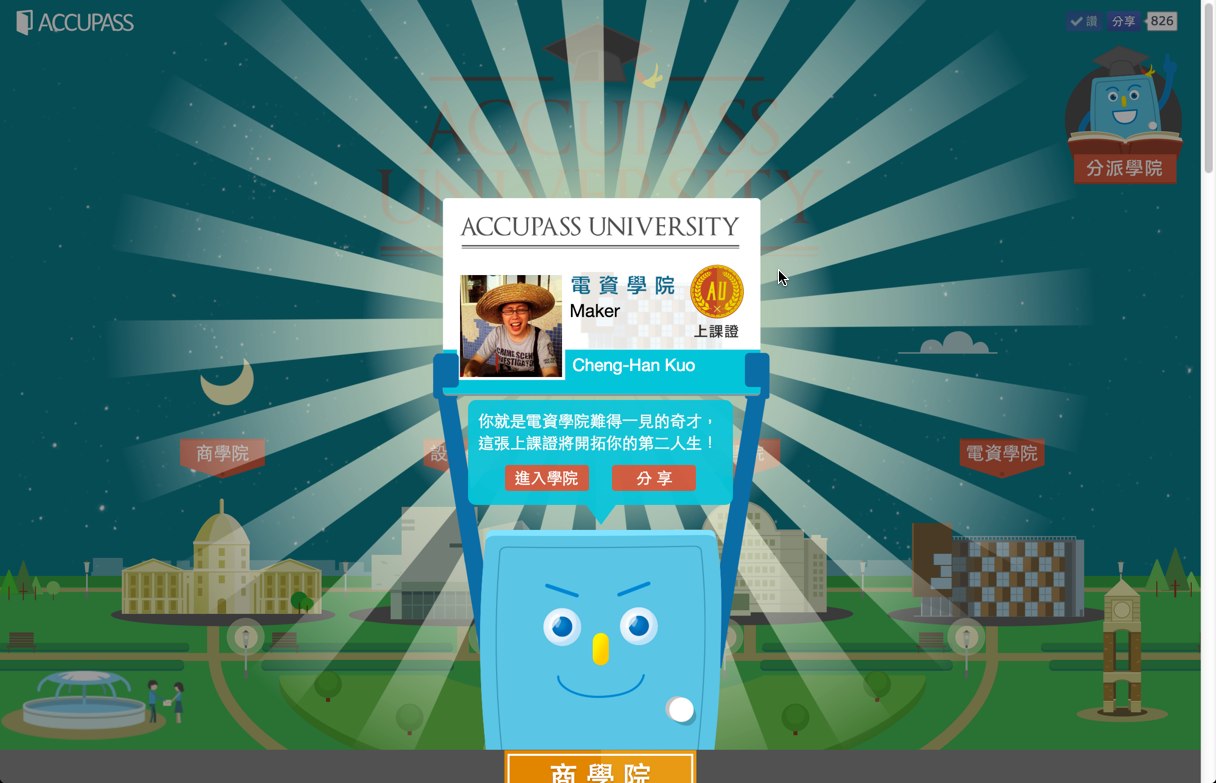 ACCUPASS
讚 分享 826
ACCUPASS
UNIVERSITY
分派學院
ACCUPASS UNIVERSITY
電資學院
Maker
AU
上課證
CRIME SCENE
Cheng-Han Kuo
你就是電資學院難得一見的奇才，
這張上課證將開拓你的第二人生！
進入學院 分享
商學院
設
院
電資學院
商學院